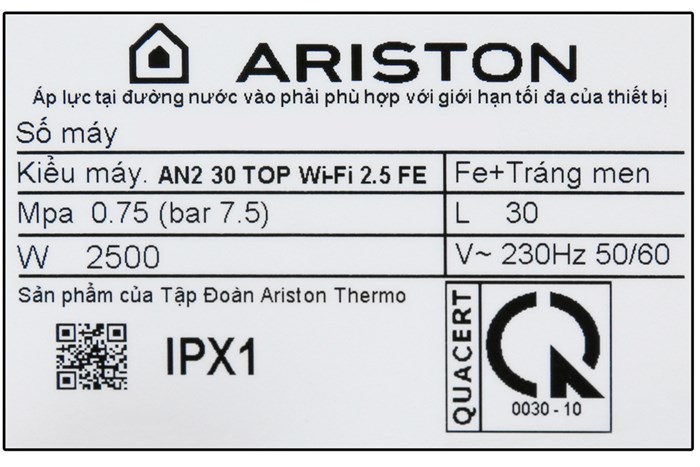 ARISTON
Áp lực tại đường nước vào phải phù hợp với giới hạn tối đa của thiết bị
Số máy
Kiểu máy. AN2 30 TOP Wi-Fi 2.5 FE
Fe+Tráng men
Mpa 0.75 (bar 7.5)
L 30
W 2500
V~ 230Hz 50/60
Sản phẩm của Tập Đoàn Ariston Thermo
IPX1
QUACERT
0030 - 10